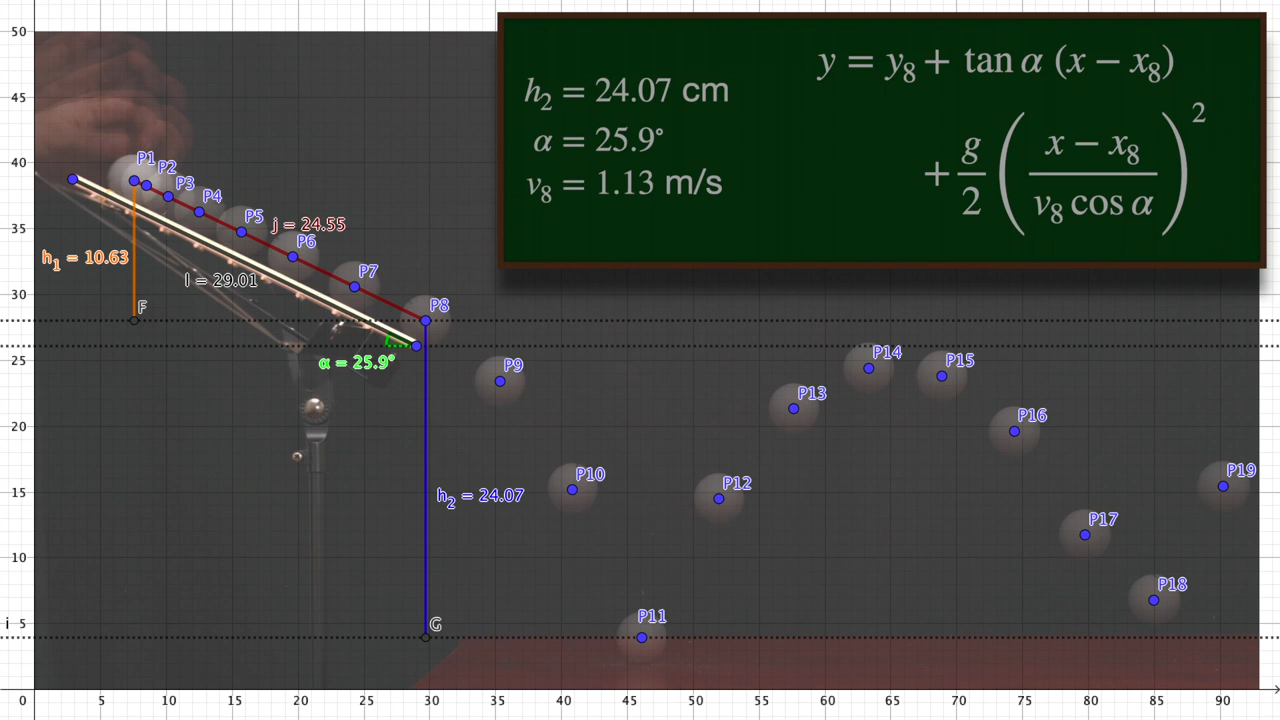 h₂ = 24.07 cm
α = 25.9°
v₈ = 1.13 m/s
y = y₈ + tan α (x − x₈)
+ g/2 ((x − x₈)/(v₈ cos α))²
50
45
40
35
30
25
20
15
10
i 5
0 5 10 15 20 25 30 35 40 45 50 55 60 65 70 75 80 85 90
P1
P2
P3
P4
P5
j = 24.55
P6
h₁ = 10.63
P7
l = 29.01
F
P8
α = 25.9°
P9
P14
P15
P13
P16
P10
P12
P19
h₂ = 24.07
P17
P18
P11
G